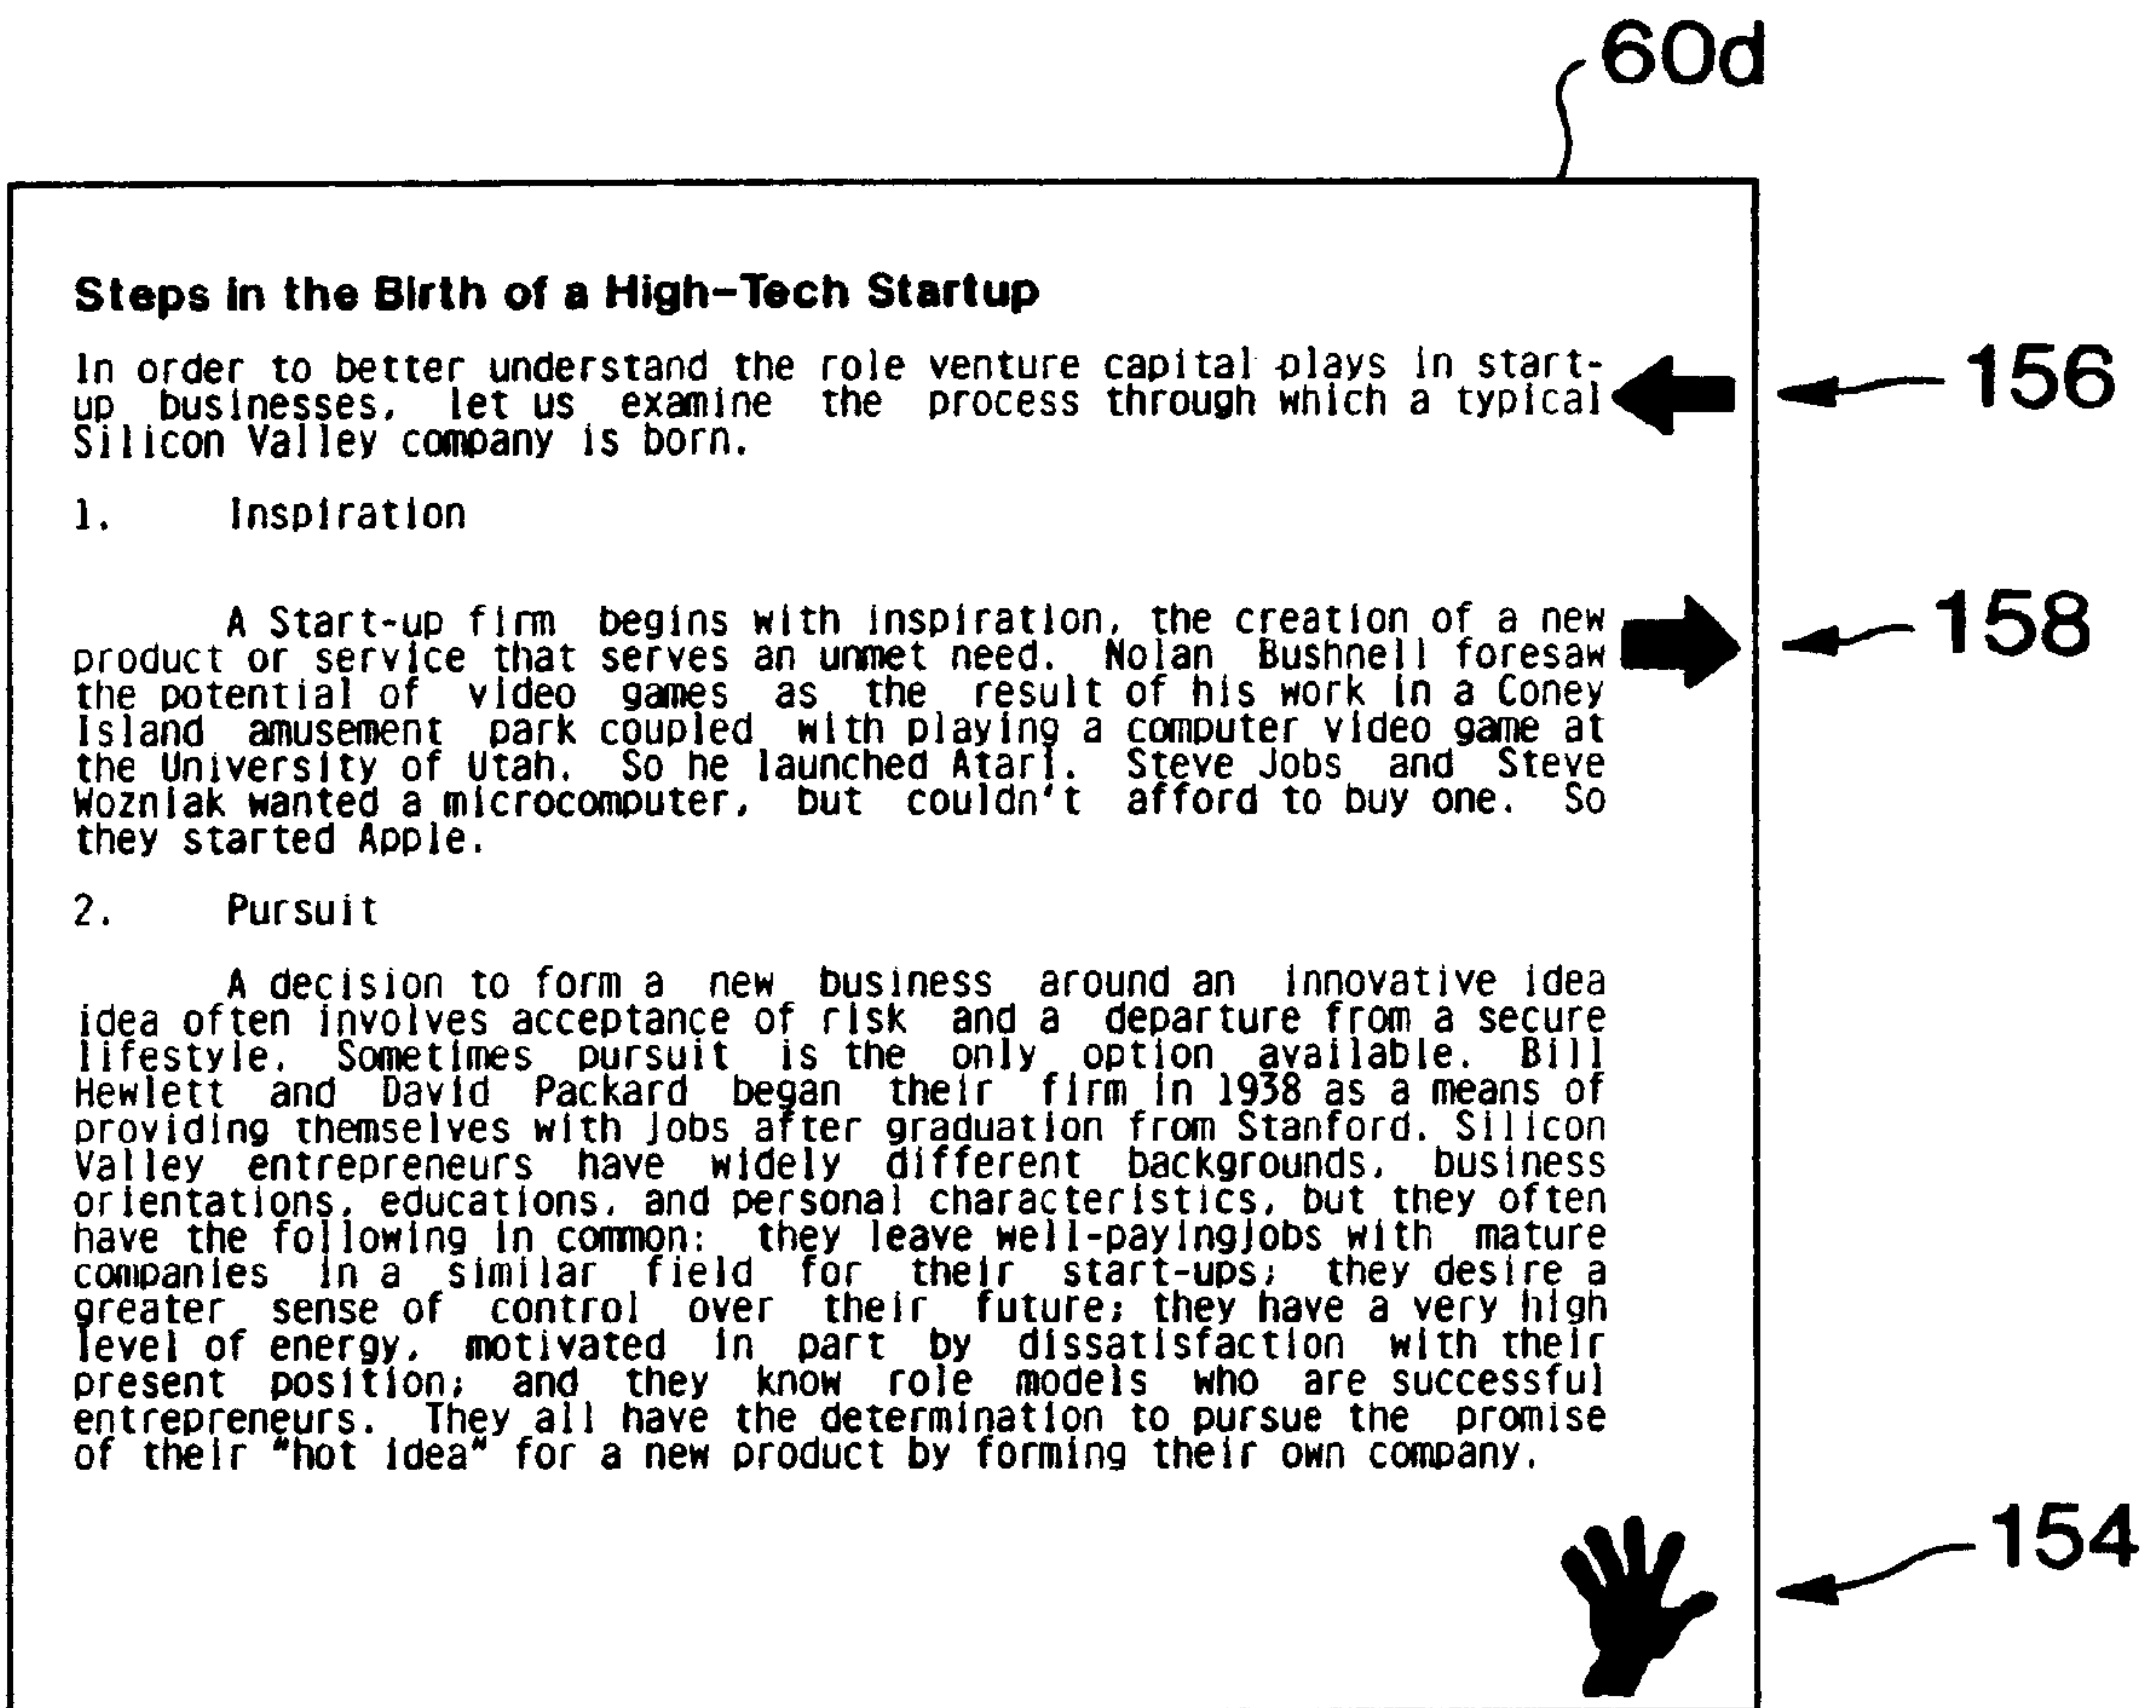 60d
Steps in the Birth of a High-Tech Startup
In order to better understand the role venture capital plays in start-
up businesses, let us examine the process through which a typical
Silicon Valley company is born.
156
1. Inspiration
A Start-up firm begins with inspiration, the creation of a new
product or service that serves an unmet need. Nolan Bushnell foresaw
158
the potential of video games as the result of his work in a Coney
Island amusement park coupled with playing a computer video game at
the University of Utah. So he launched Atari. Steve Jobs and Steve
Wozniak wanted a microcomputer, but couldn't afford to buy one. So
they started Apple.
2. Pursuit
A decision to form a new business around an innovative idea
idea often involves acceptance of risk and a departure from a secure
lifestyle. Sometimes pursuit is the only option available. Bill
Hewlett and David Packard began their firm in 1938 as a means of
providing themselves with jobs after graduation from Stanford. Silicon
Valley entrepreneurs have widely different backgrounds, business
orientations, educations, and personal characteristics, but they often
have the following in common: they leave well-payingjobs with mature
companies in a similar field for their start-ups; they desire a
greater sense of control over their future; they have a very high
level of energy, motivated in part by dissatisfaction with their
present position; and they know role models who are successful
entrepreneurs. They all have the determination to pursue the promise
of their "hot idea" for a new product by forming their own company.
154